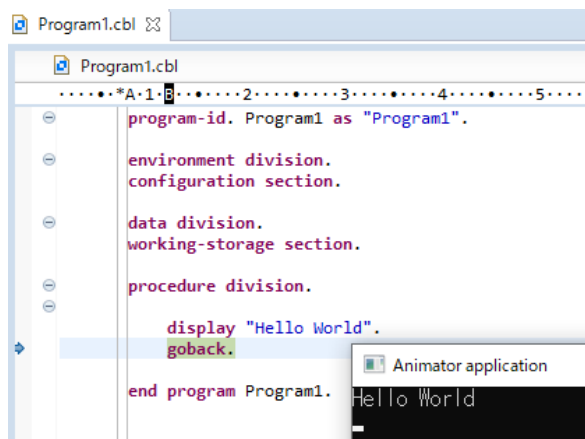 Program1.cbl
Program1.cbl
····•·*A·1·B··•····2····•····3····•····4····•····5····
program-id. Program1 as "Program1".
environment division.
configuration section.
data division.
working-storage section.
procedure division.
display "Hello World".
goback.
end program Program1.
Animator application
Hello World